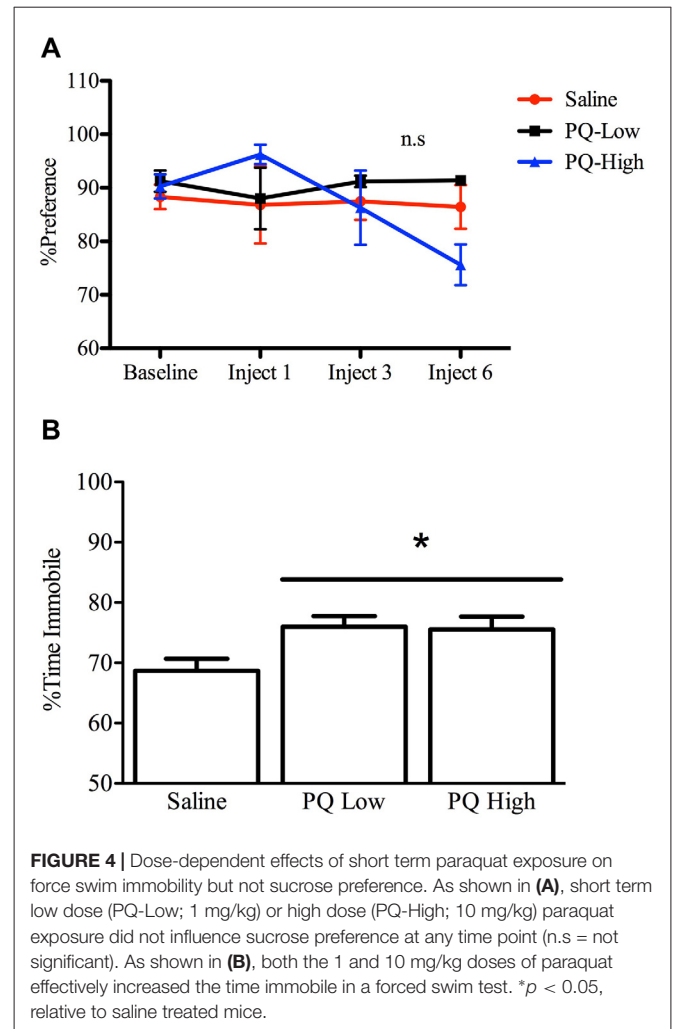 A
110
100
90
80
70
60
%Preference
n.s
Saline
PQ-Low
PQ-High
Baseline Inject 1 Inject 3 Inject 6
B
100
90
80
70
60
50
%Time Immobile
*
Saline PQ Low PQ High
FIGURE 4 | Dose-dependent effects of short term paraquat exposure on
force swim immobility but not sucrose preference. As shown in (A), short term
low dose (PQ-Low; 1 mg/kg) or high dose (PQ-High; 10 mg/kg) paraquat
exposure did not influence sucrose preference at any time point (n.s = not
significant). As shown in (B), both the 1 and 10 mg/kg doses of paraquat
effectively increased the time immobile in a forced swim test. *p < 0.05,
relative to saline treated mice.